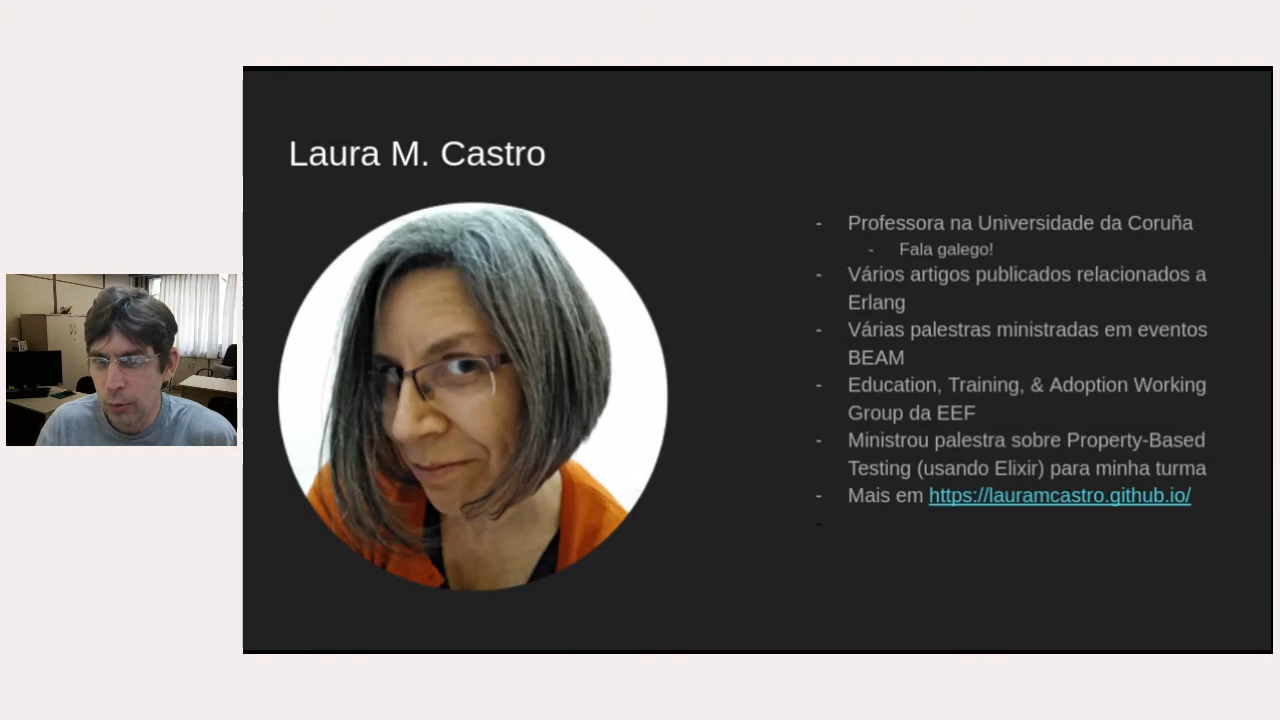 Laura M. Castro
- Professora na Universidade da Coruña
- Fala galego!
- Vários artigos publicados relacionados a
Erlang
- Várias palestras ministradas em eventos
BEAM
- Education, Training, & Adoption Working
Group da EEF
- Ministrou palestra sobre Property-Based
Testing (usando Elixir) para minha turma
- Mais em https://lauramcastro.github.io/
-